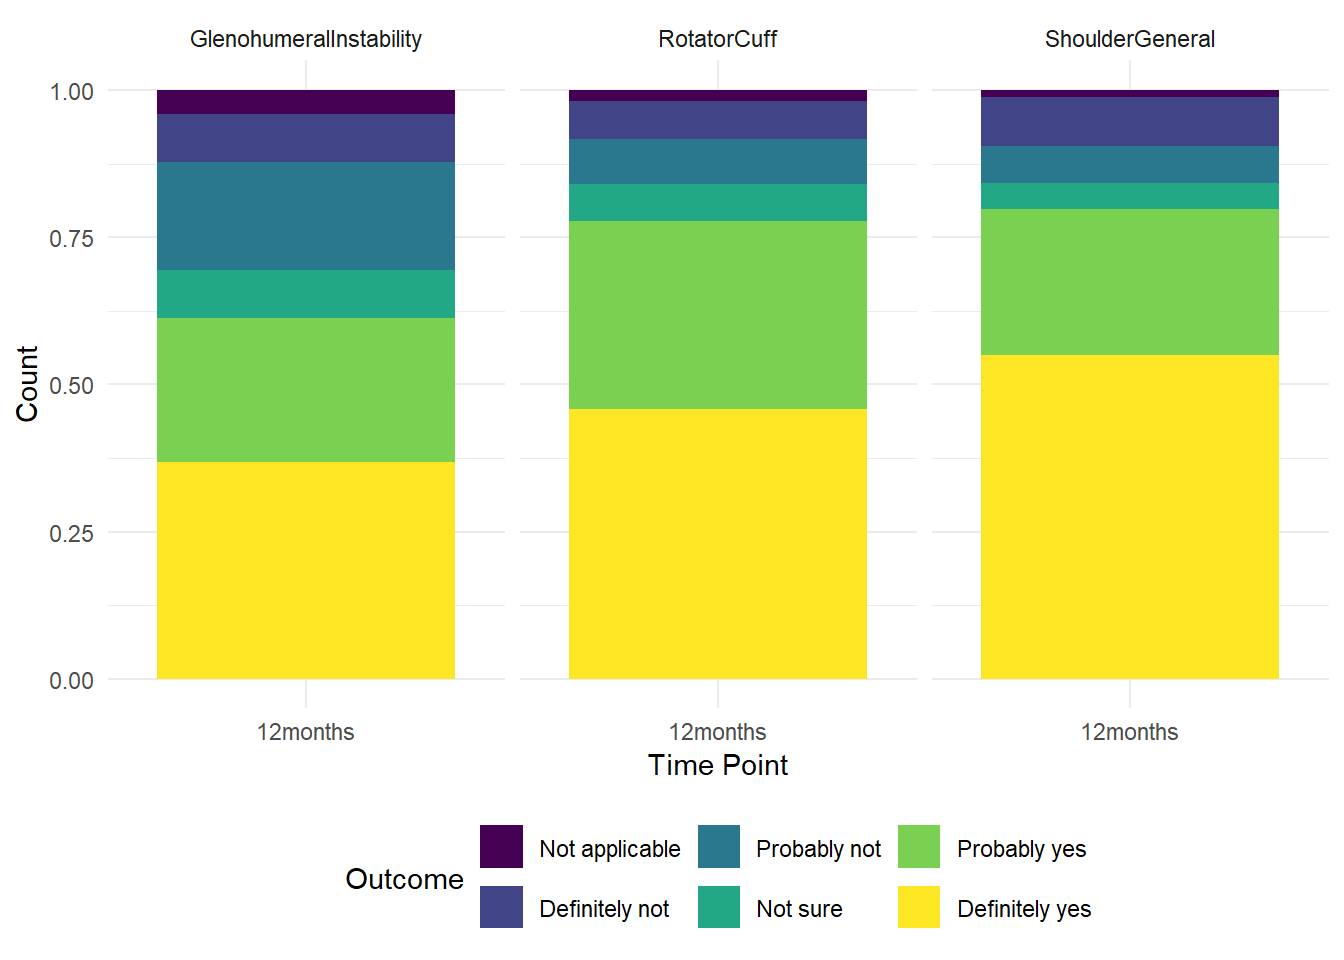 GlenohumeralInstability RotatorCuff ShoulderGeneral
1.00
0.75
0.50
0.25
0.00
Count
12months 12months 12months
Time Point
Outcome
Not applicable Probably not Probably yes
Definitely not Not sure Definitely yes